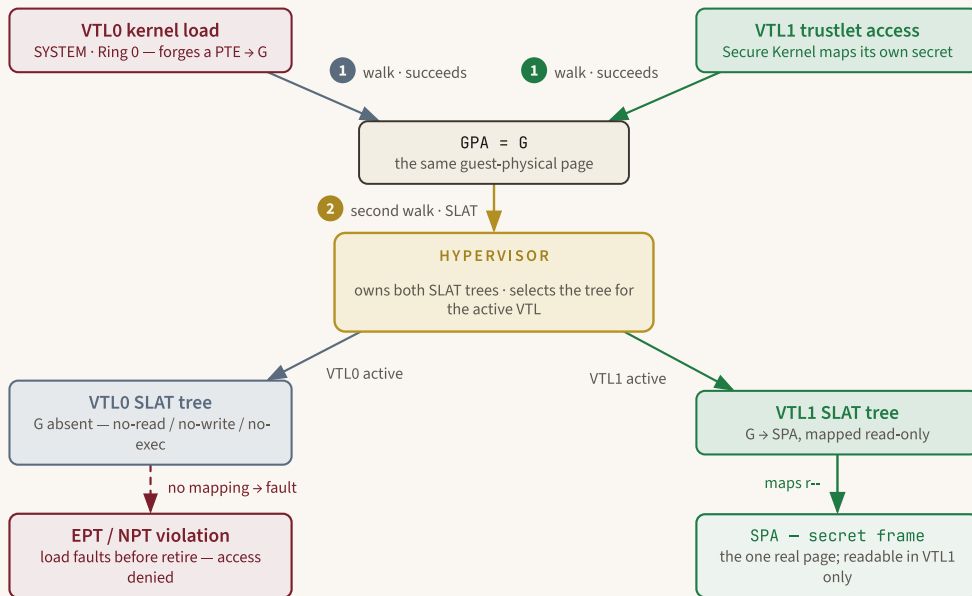 VTL0 kernel load
SYSTEM · Ring 0 — forges a PTE → G
VTL1 trustlet access
Secure Kernel maps its own secret
1 walk · succeeds
1 walk · succeeds
GPA = G
the same guest-physical page
2 second walk · SLAT
HYPERVISOR
owns both SLAT trees · selects the tree for
the active VTL
VTL0 active
VTL1 active
VTL0 SLAT tree
G absent — no-read / no-write / no-
exec
VTL1 SLAT tree
G → SPA, mapped read-only
no mapping → fault
maps r--
EPT / NPT violation
load faults before retire — access
denied
SPA — secret frame
the one real page; readable in VTL1
only